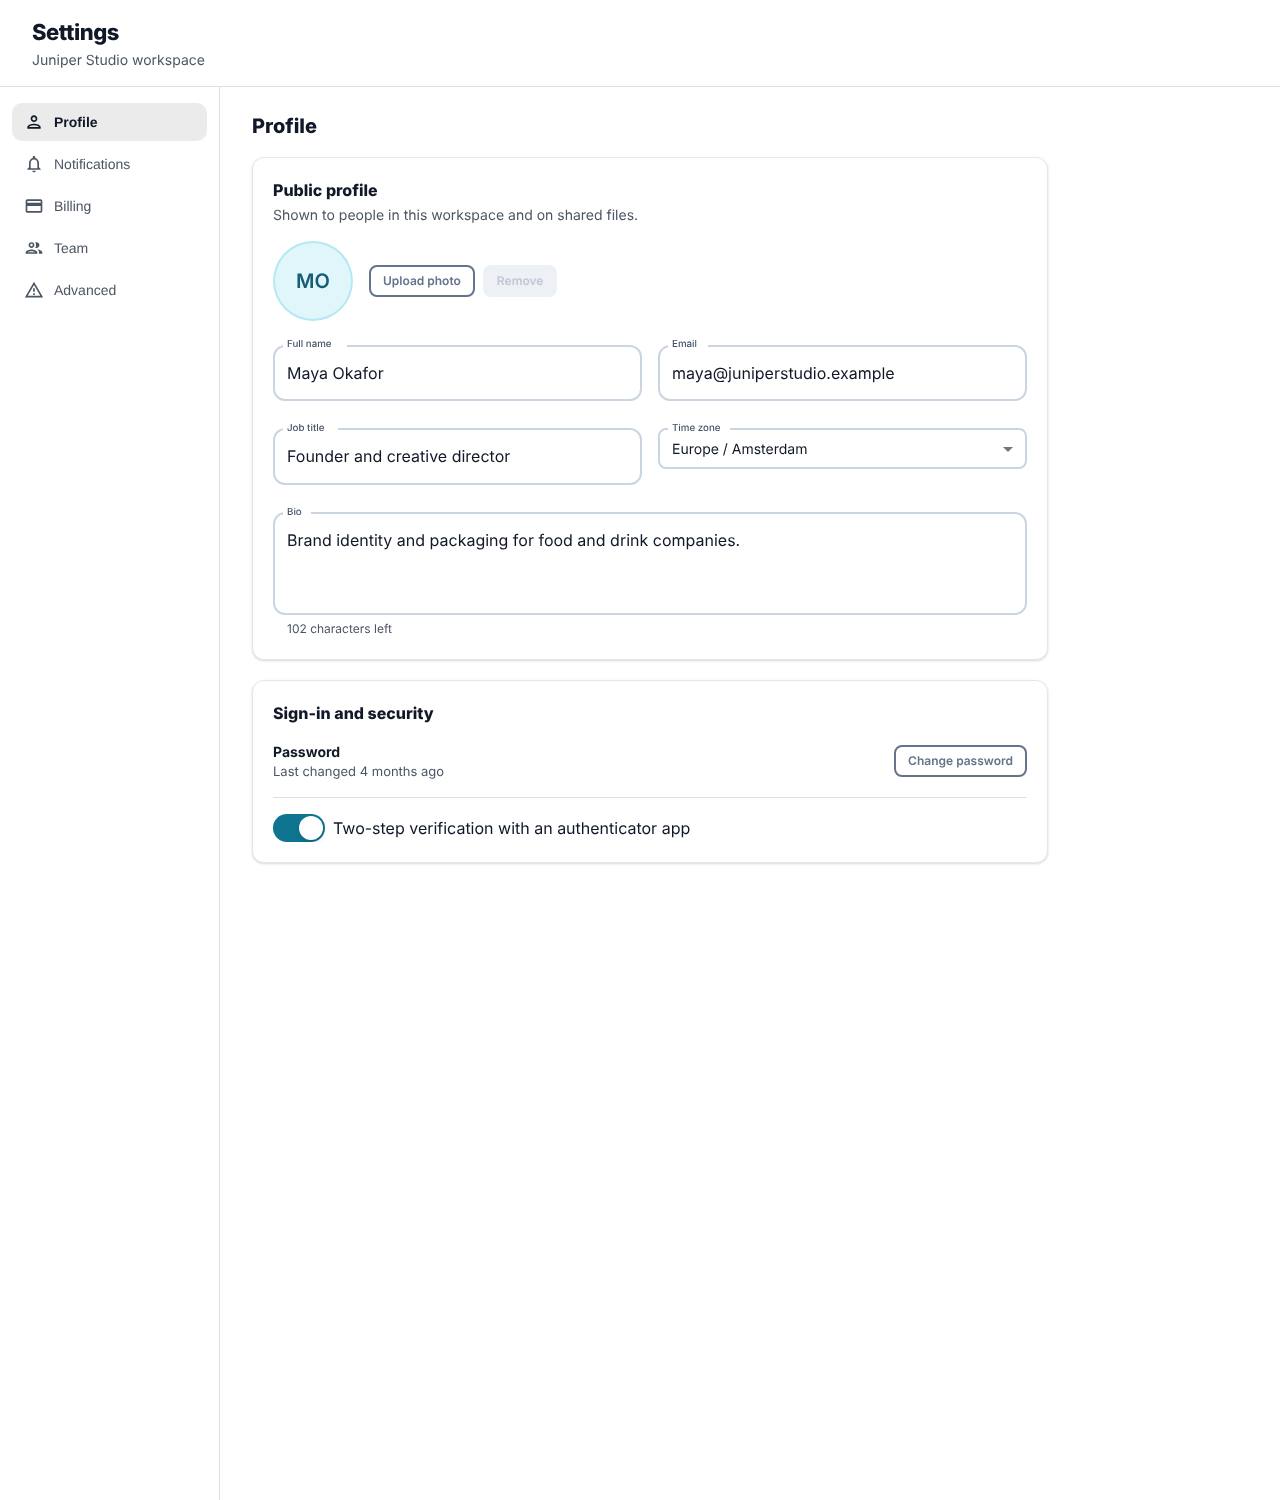 Settings
Juniper Studio workspace
Profile
Notifications
Billing
Team
Advanced
Profile
Public profile
Shown to people in this workspace and on shared files.
MO
Upload photo
Remove
Full name
Maya Okafor
Email
maya@juniperstudio.example
Job title
Founder and creative director
Time zone
Europe / Amsterdam
Bio
Brand identity and packaging for food and drink companies.
102 characters left
Sign-in and security
Password
Last changed 4 months ago
Change password
Two-step verification with an authenticator app